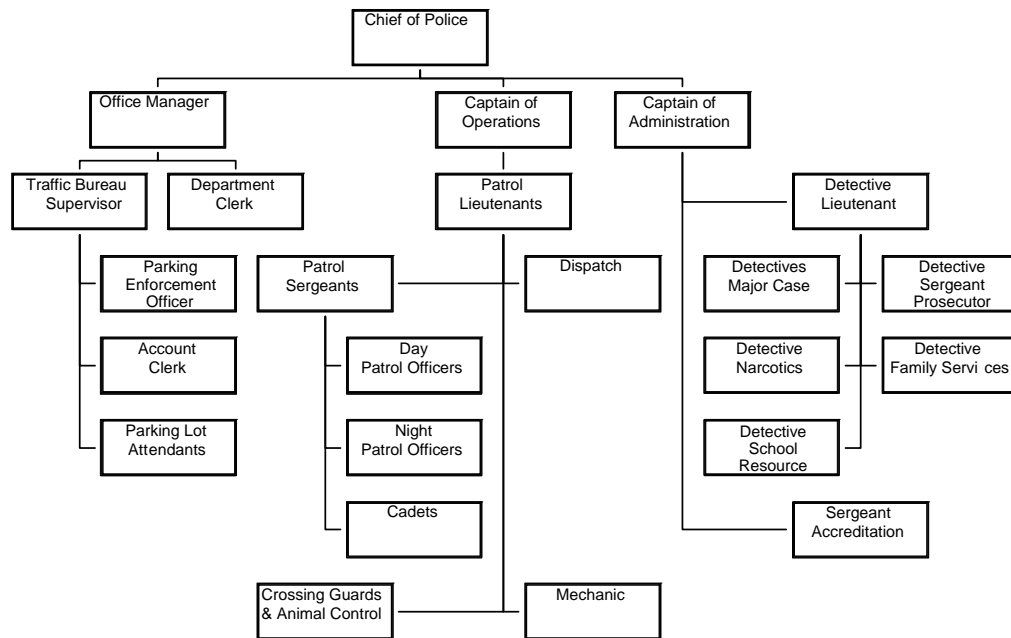 Chief of Police
Office Manager
Captain of
Operations
Captain of
Administration
Traffic Bureau
Supervisor
Department
Clerk
Patrol
Lieutenants
Detective
Lieutenant
Parking
Enforcement
Officer
Patrol
Sergeants
Dispatch
Detectives
Major Case
Detective
Sergeant
Prosecutor
Account
Clerk
Day
Patrol Officers
Detective
Narcotics
Detective
Family Services
Parking Lot
Attendants
Night
Patrol Officers
Detective
School
Resource
Cadets
Sergeant
Accreditation
Crossing Guards
& Animal Control
Mechanic